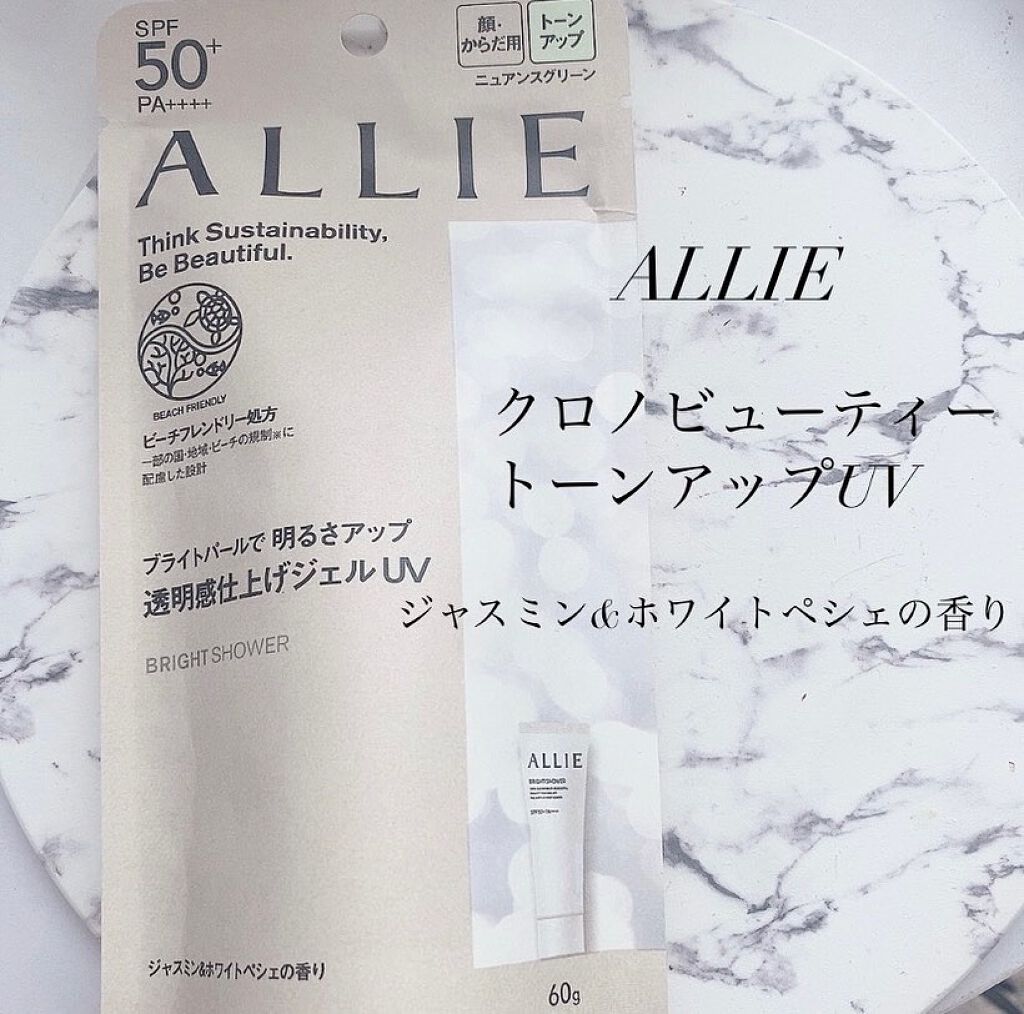 SPF
50+
PA++++
顔・
からだ用
トーン
アップ
ニュアンスグリーン
ALLIE
Think Sustainability,
Be Beautiful.
BEACH FRIENDLY
ビーチフレンドリー処方
一部の国・地域・ビーチの規制※に
配慮した設計
ブライトパールで 明るさアップ
透明感仕上げジェルUV
BRIGHT SHOWER
ALLIE
クロノビューティー
トーンアップUV
ジャスミン&ホワイトペシェの香り
ALLIE
BRIGHT SHOWER
SPF50+ PA++++
ジャスミン&ホワイトペシェの香り
60g